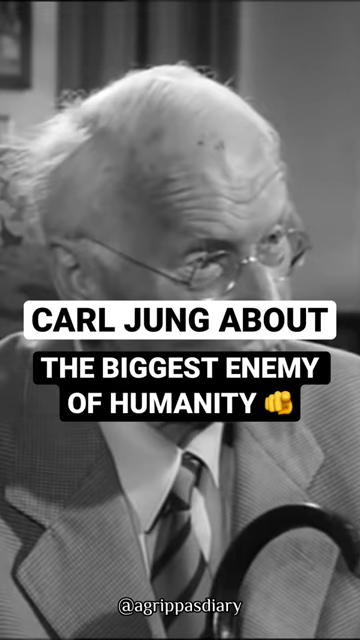 CARL JUNG ABOUT
THE BIGGEST ENEMY
OF HUMANITY 🫵
@agrippasdiary